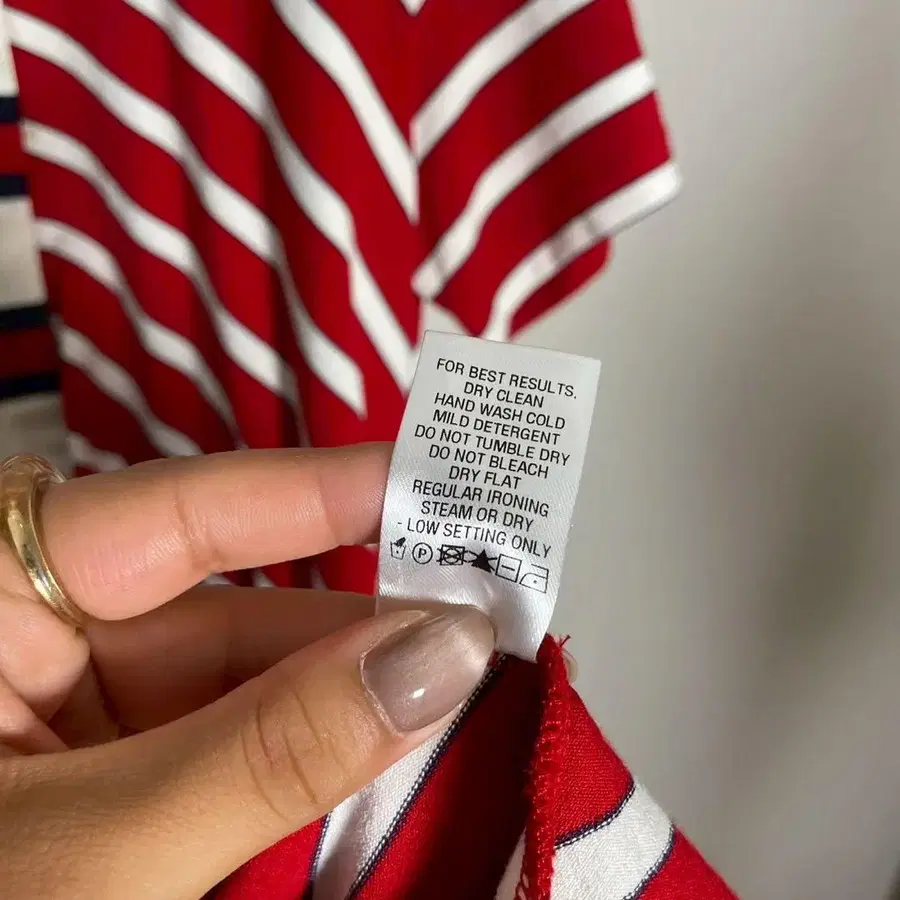 FOR BEST RESULTS,
DRY CLEAN
HAND WASH COLD
MILD DETERGENT
DO NOT TUMBLE DRY
DO NOT BLEACH
DRY FLAT
REGULAR IRONING
STEAM OR DRY
- LOW SETTING ONLY
P